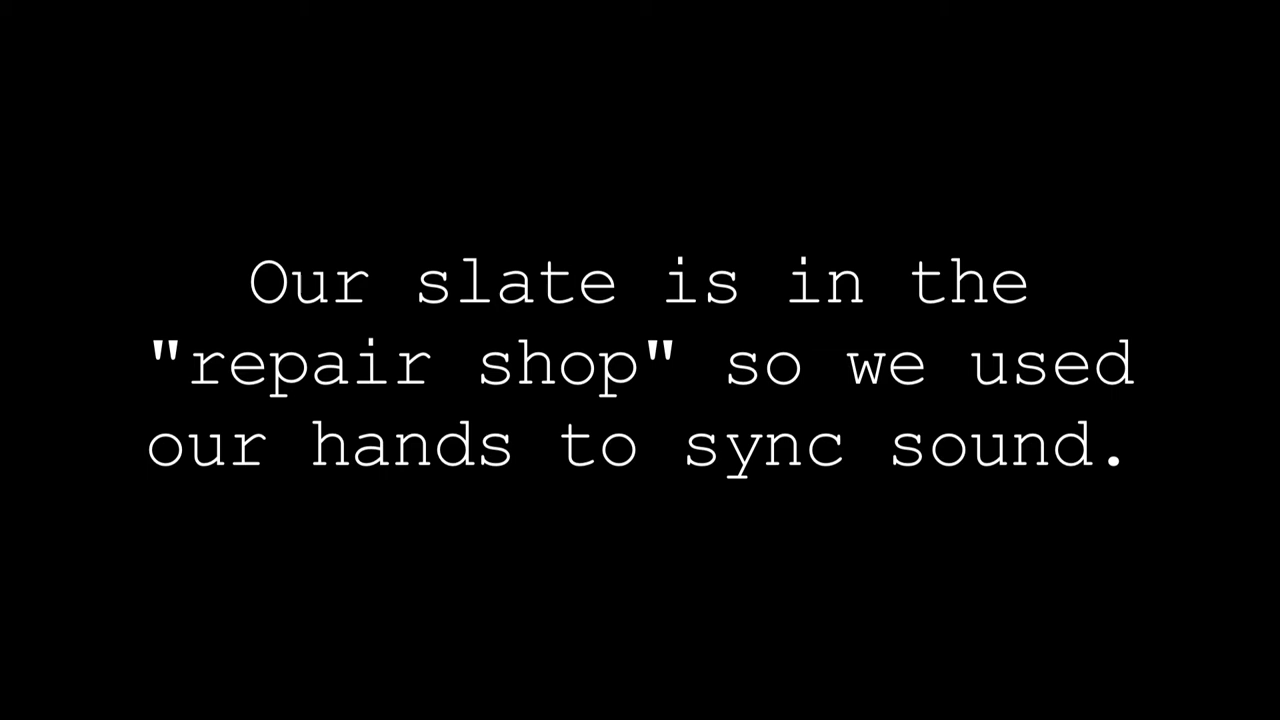 Our slate is in the
"repair shop" so we used
our hands to sync sound.